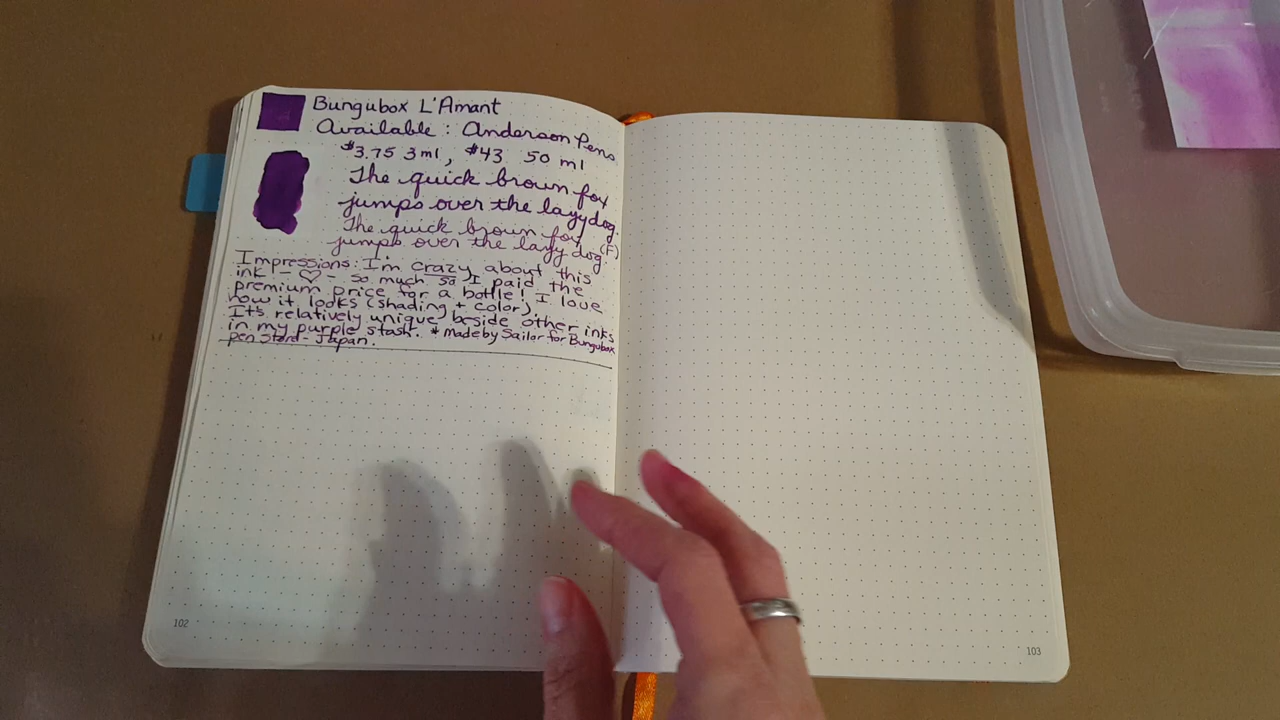 Bungubox L'Amant
Available: Anderson Pens
$3.75 3ml, $43 50 ml
The quick brown fox
jumps over the lazy dog.
The quick brown fox (F)
jumps over the lazy dog.
Impressions: I'm crazy about this
ink - ♡ - so much so I paid the
premium price for a bottle! I love
how it looks (shading + color).
It's relatively unique beside other inks
in my purple stash. * made by Sailor for Bungubox
pen store - Japan.
102
103